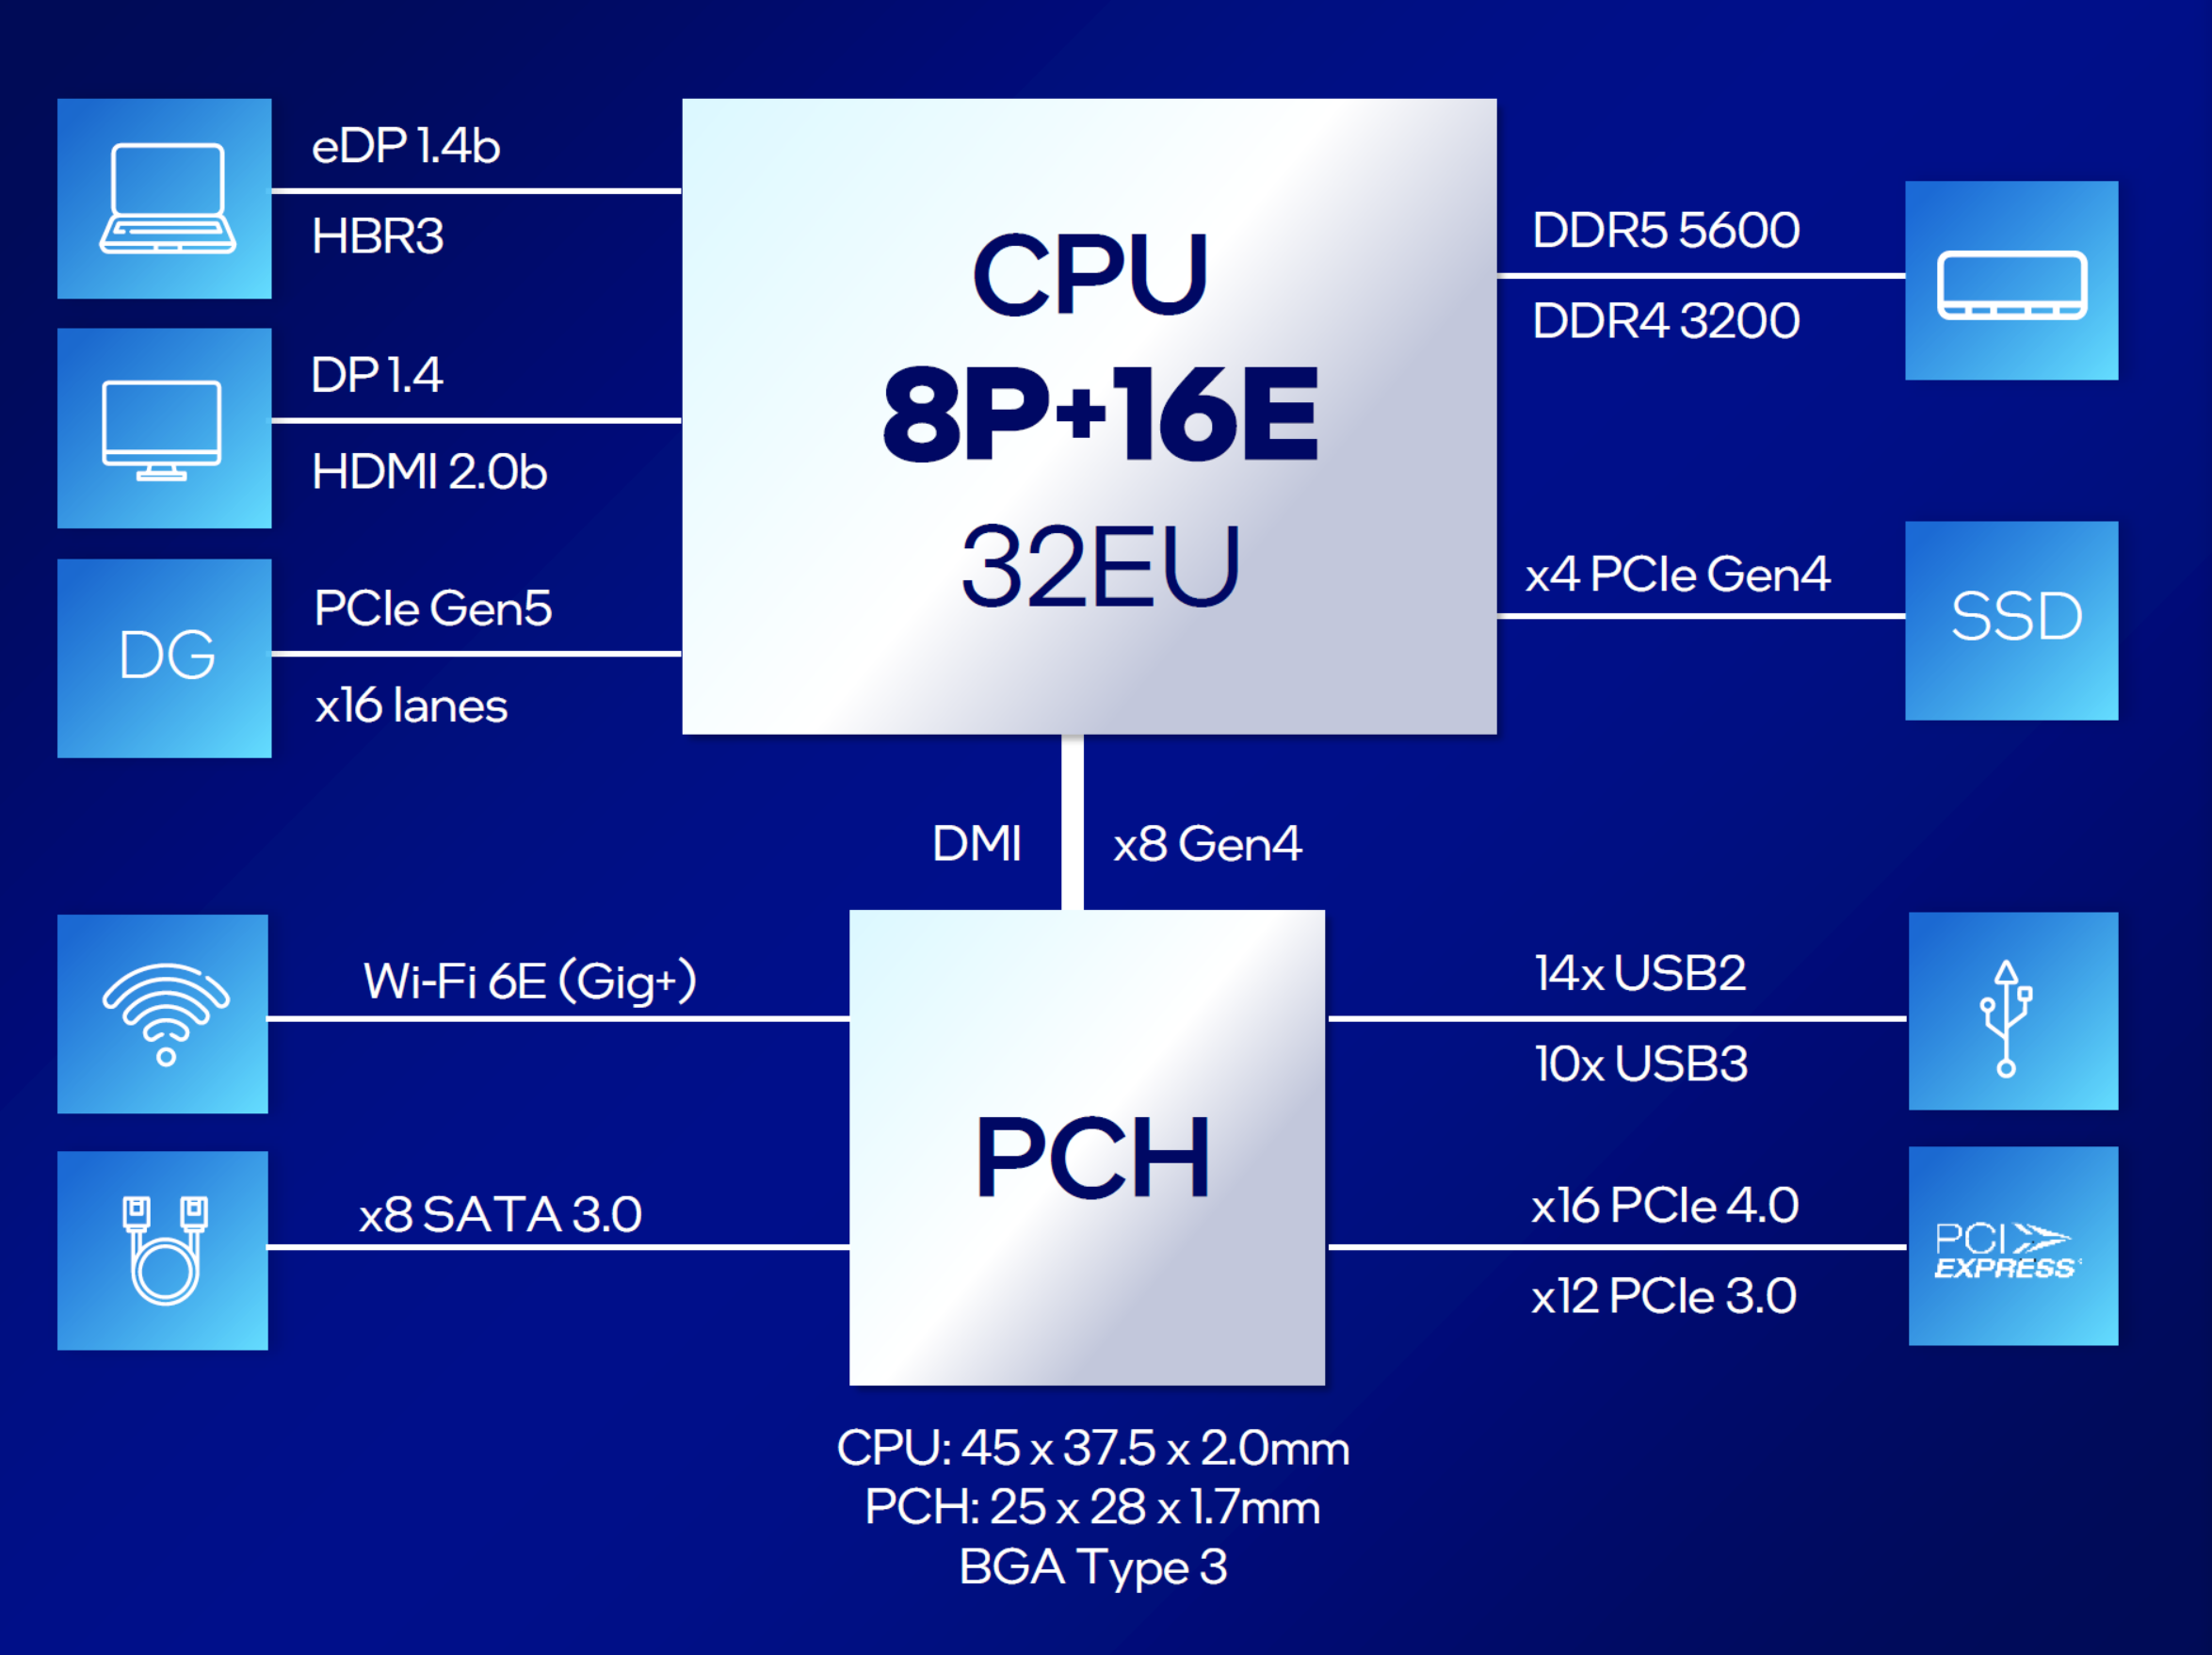 eDP 1.4b
HBR3
DP 1.4
HDMI 2.0b
DG
PCIe Gen5
x16 lanes
CPU
8P+16E
32EU
DDR5 5600
DDR4 3200
x4 PCIe Gen4
SSD
DMI
x8 Gen4
Wi-Fi 6E (Gig+)
x8 SATA 3.0
PCH
14x USB2
10x USB3
x16 PCIe 4.0
x12 PCIe 3.0
PCI
EXPRESS
CPU: 45 x 37.5 x 2.0mm
PCH: 25 x 28 x 1.7mm
BGA Type 3